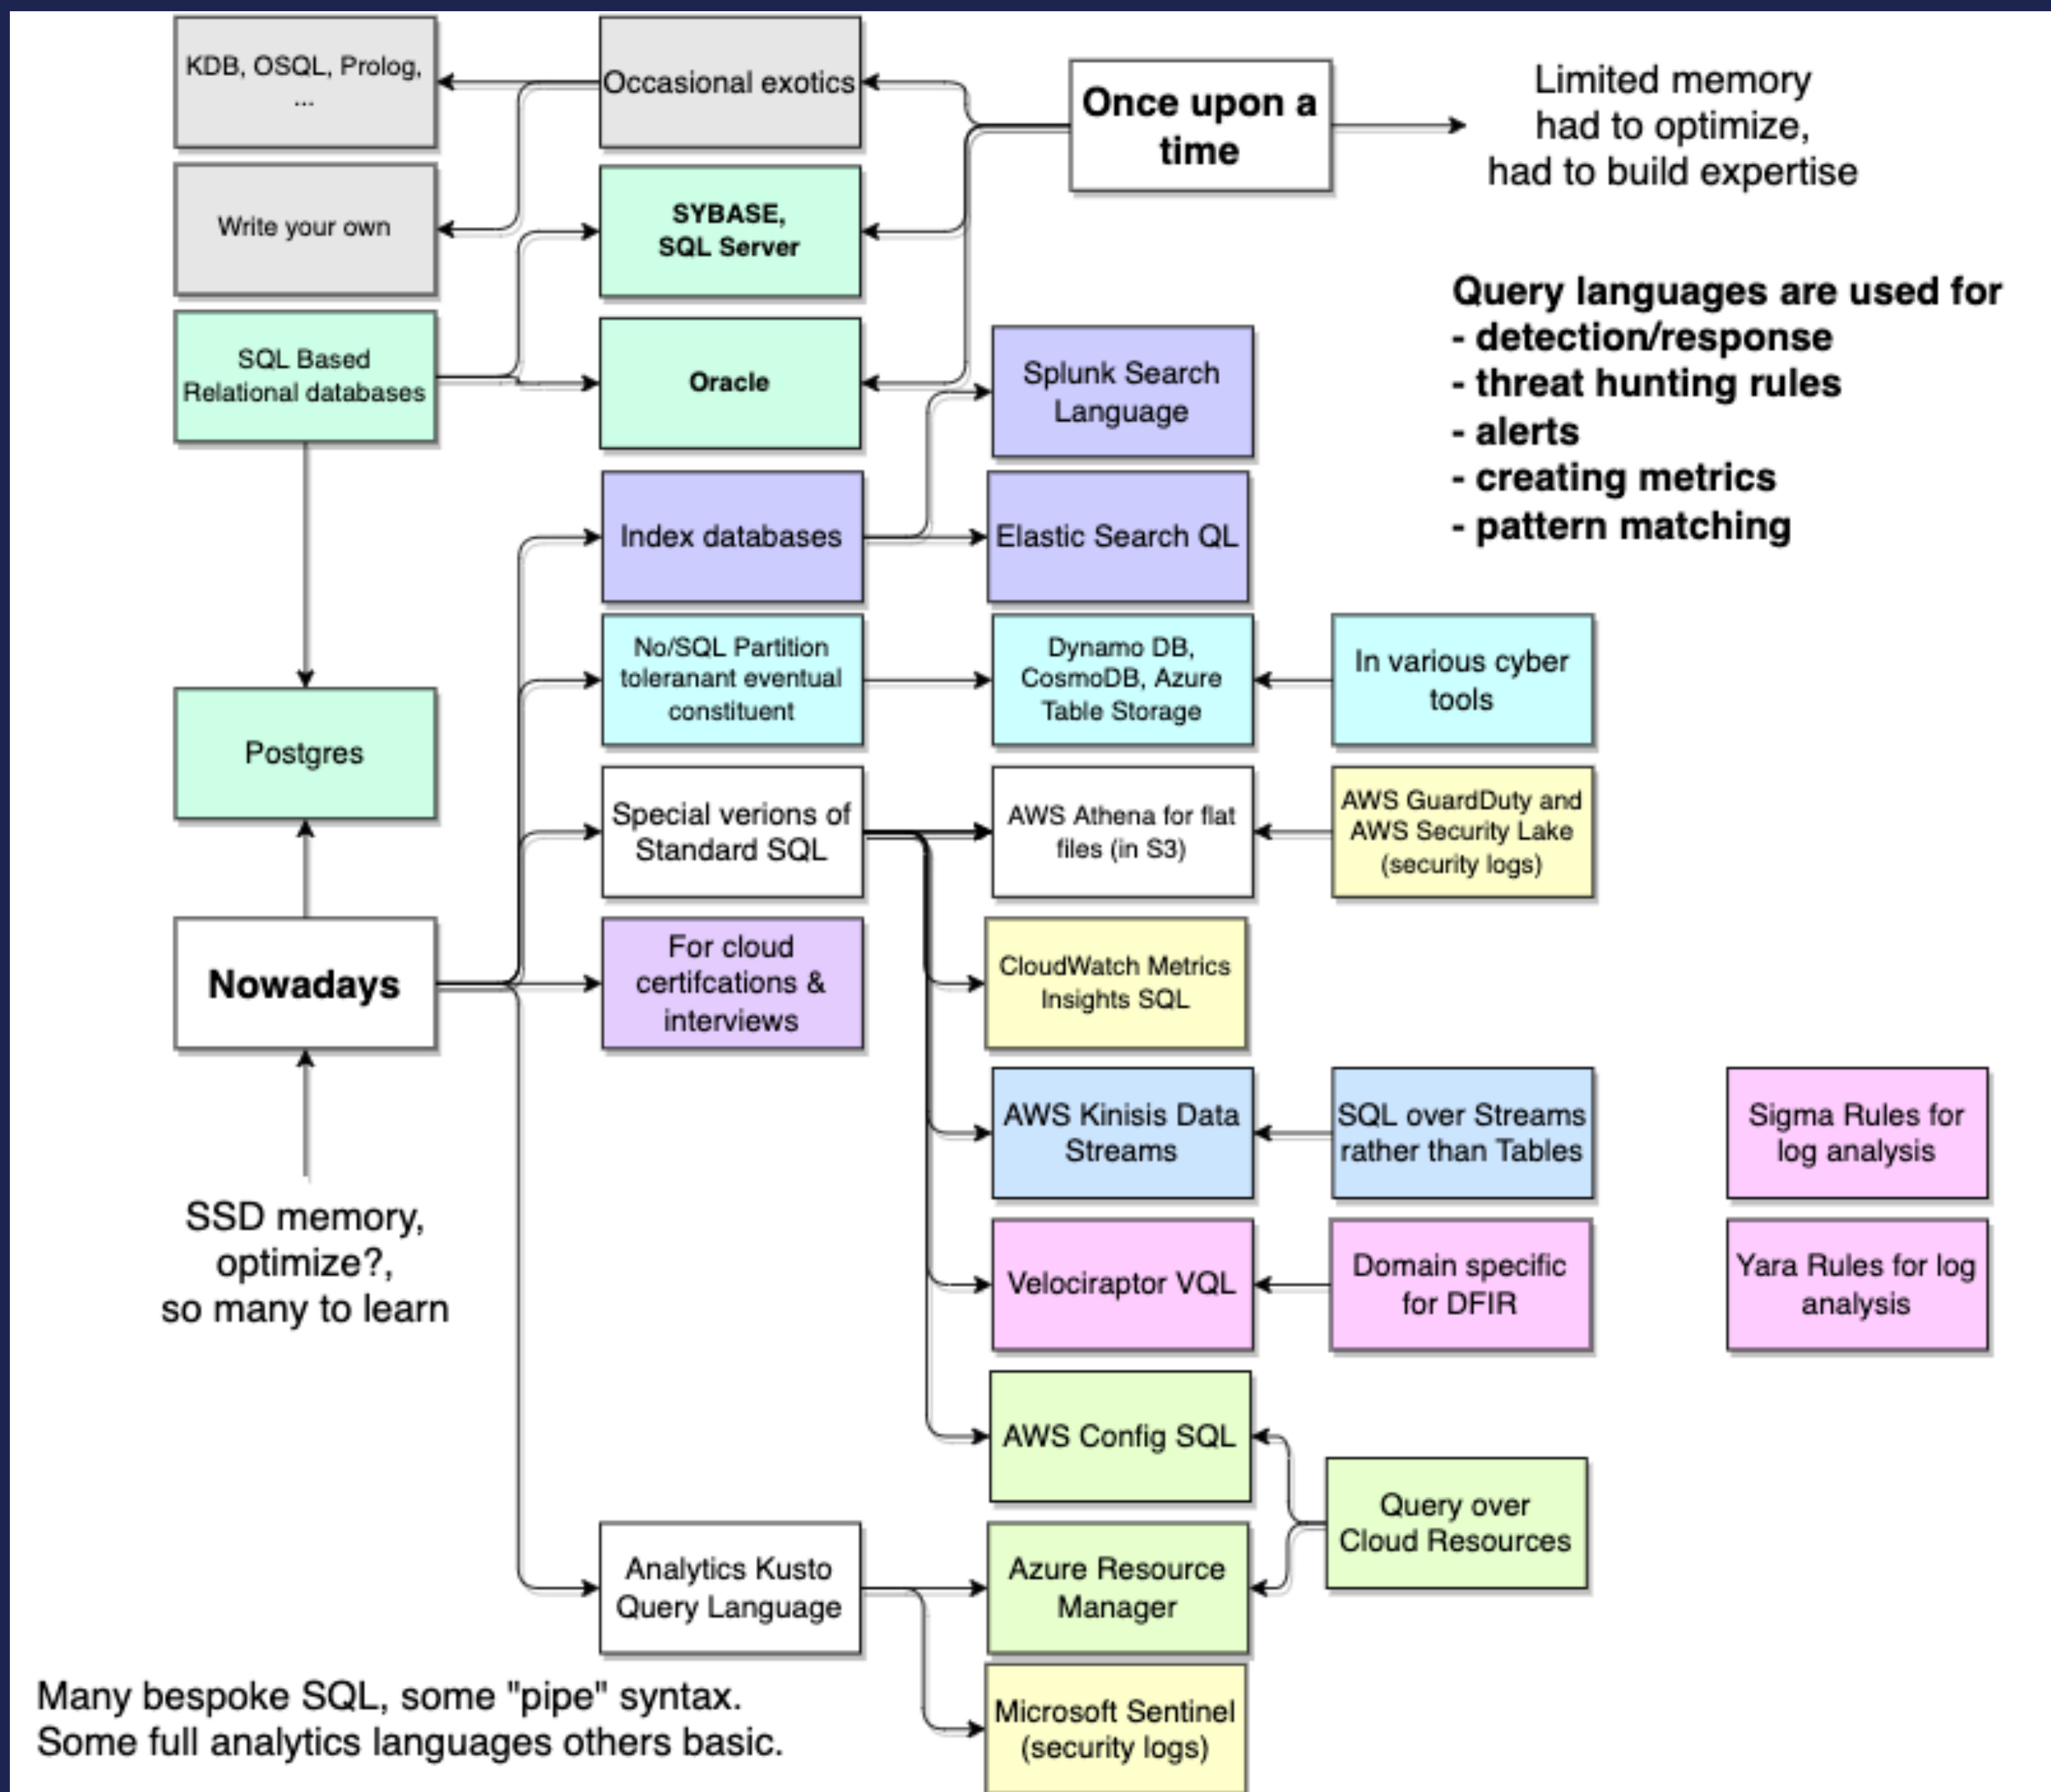 KDB, OSQL, Prolog,
...
Occasional exotics
Once upon a
time
Limited memory
had to optimize,
had to build expertise
Write your own
SYBASE,
SQL Server
SQL Based
Relational databases
Oracle
Splunk Search
Language
Query languages are used for
- detection/response
- threat hunting rules
- alerts
- creating metrics
- pattern matching
Index databases
Elastic Search QL
No/SQL Partition
toleranant eventual
constituent
Dynamo DB,
CosmoDB, Azure
Table Storage
In various cyber
tools
Postgres
Special verions of
Standard SQL
AWS Athena for flat
files (in S3)
AWS GuardDuty and
AWS Security Lake
(security logs)
Nowadays
For cloud
certifcations &
interviews
CloudWatch Metrics
Insights SQL
AWS Kinisis Data
Streams
SQL over Streams
rather than Tables
Sigma Rules for
log analysis
SSD memory,
optimize?,
so many to learn
Velociraptor VQL
Domain specific
for DFIR
Yara Rules for log
analysis
AWS Config SQL
Query over
Cloud Resources
Analytics Kusto
Query Language
Azure Resource
Manager
Microsoft Sentinel
(security logs)
Many bespoke SQL, some "pipe" syntax.
Some full analytics languages others basic.